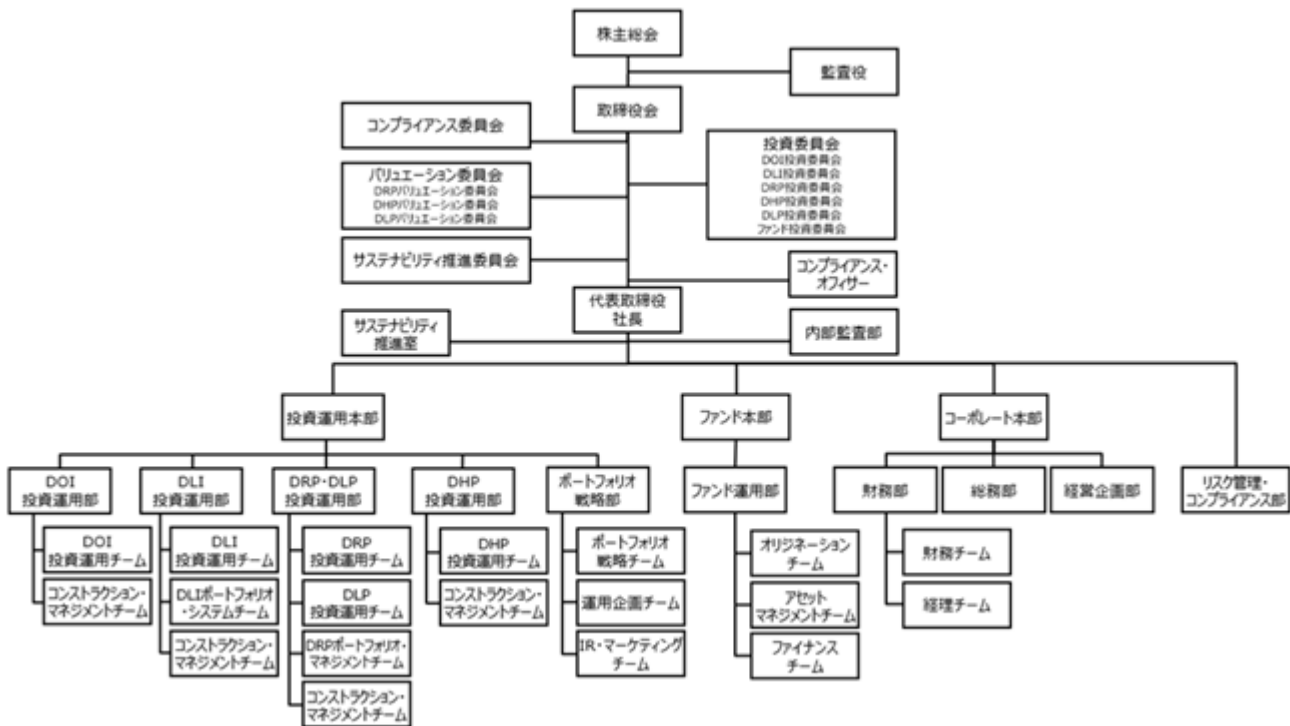 株主総会
監査役
取締役会
コンプライアンス委員会
投資委員会
DOI投資委員会
DLI投資委員会
DRP投資委員会
DHP投資委員会
DLP投資委員会
ファンド投資委員会
バリュエーション委員会
DRPバリュエーション委員会
DHPバリュエーション委員会
DLPバリュエーション委員会
サステナビリティ推進委員会
コンプライアンス・
オフィサー
代表取締役
社長
サステナビリティ
推進室
内部監査部
投資運用本部
ファンド本部
コーポレート本部
DOI
投資運用部
DLI
投資運用部
DRP・DLP
投資運用部
DHP
投資運用部
ポートフォリオ
戦略部
ファンド運用部
財務部
総務部
経営企画部
リスク管理・
コンプライアンス部
DOI
投資運用チーム
コンストラクション・
マネジメントチーム
DLI
投資運用チーム
DLIポートフォリオ
・システムチーム
コンストラクション・
マネジメントチーム
DRP
投資運用チーム
DLP
投資運用チーム
DRPポートフォリオ・
マネジメントチーム
コンストラクション・
マネジメントチーム
DHP
投資運用チーム
コンストラクション・
マネジメントチーム
ポートフォリオ
戦略チーム
運用企画チーム
IR・マーケティング
チーム
オリジネーション
チーム
アセット
マネジメントチーム
ファイナンス
チーム
財務チーム
経理チーム